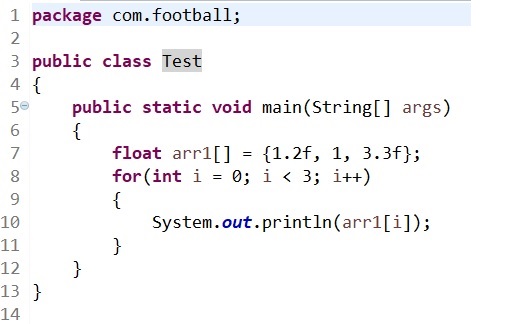 1 package com.football;
2
3 public class Test
4 {
5     public static void main(String[] args)
6     {
7         float arr1[] = {1.2f, 1, 3.3f};
8         for(int i = 0; i < 3; i++)
9         {
10             System.out.println(arr1[i]);
11         }
12     }
13 }
14